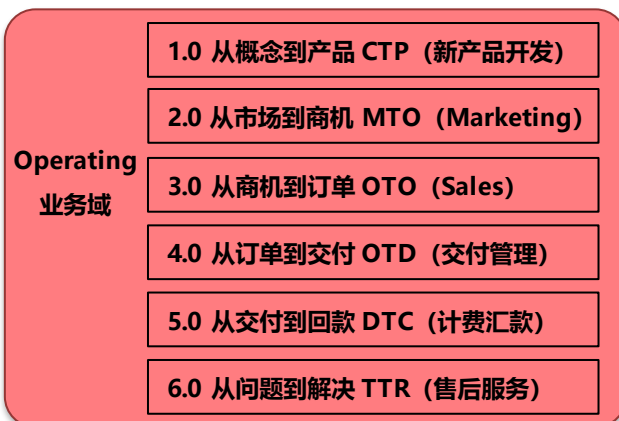 Operating
业务域
1.0 从概念到产品 CTP（新产品开发）
2.0 从市场到商机 MTO（Marketing）
3.0 从商机到订单 OTO（Sales）
4.0 从订单到交付 OTD（交付管理）
5.0 从交付到回款 DTC（计费汇款）
6.0 从问题到解决 TTR（售后服务）